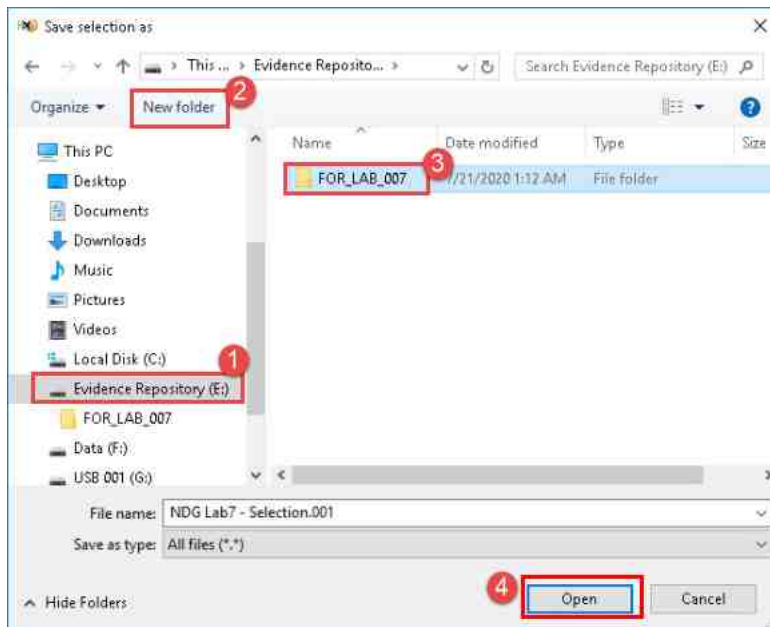 Save selection as
This ... > Evidence Reposito... >
Search Evidence Repository (E:)
Organize
New folder
2
This PC
Desktop
Documents
Downloads
Music
Pictures
Videos
Local Disk (C:)
1
Evidence Repository (E:)
FOR_LAB_007
Data (F:)
USB 001 (G:)
Name
Date modified
Type
Size
FOR_LAB_007
3
7/21/2020 1:12 AM
File folder
File name: NDG Lab7 - Selection.001
Save as type: All files (*.*)
Hide Folders
4
Open
Cancel